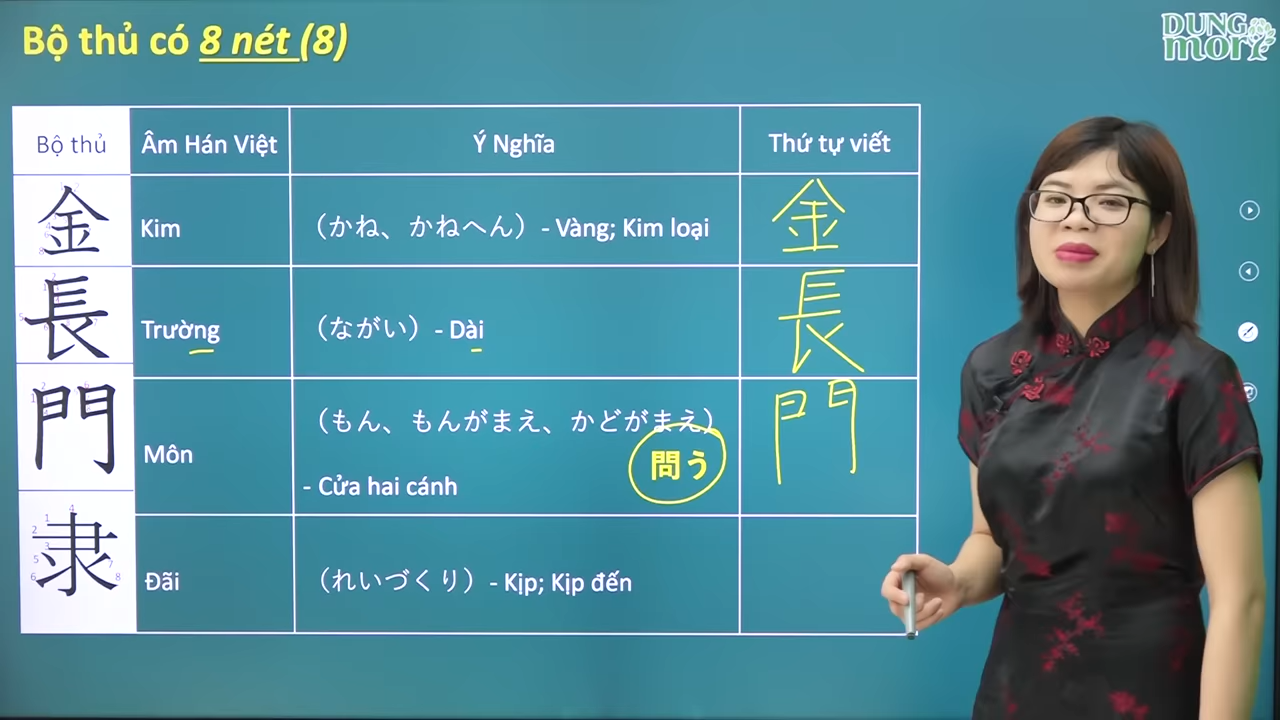 Bộ thủ có 8 nét (8)
DUNG
mori
Bộ thủ
Âm Hán Việt
Ý Nghĩa
Thứ tự viết
金
Kim
（かね、かねへん）- Vàng; Kim loại
金
長
Trường
（ながい）- Dài
長
門
Môn
（もん、もんがまえ、かどがまえ）
問う
- Cửa hai cánh
門
隶
Đãi
（れいづくり）- Kịp; Kịp đến